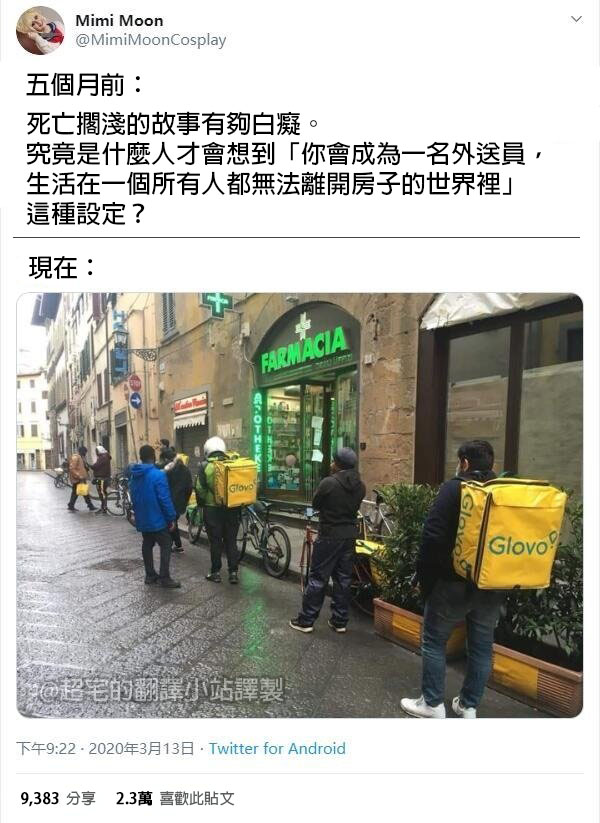 Mimi Moon
@MimiMoonCosplay
五個月前：
死亡擱淺的故事有夠白癡。
究竟是什麼人才會想到「你會成為一名外送員，
生活在一個所有人都無法離開房子的世界裡」
這種設定？
現在：
FARMACIA
APOTHEKE
Glovo
Glovo
Glovo
@超宅的翻譯小站譯製
下午9:22 · 2020年3月13日 · Twitter for Android
9,383 分享 2.3萬 喜歡此貼文